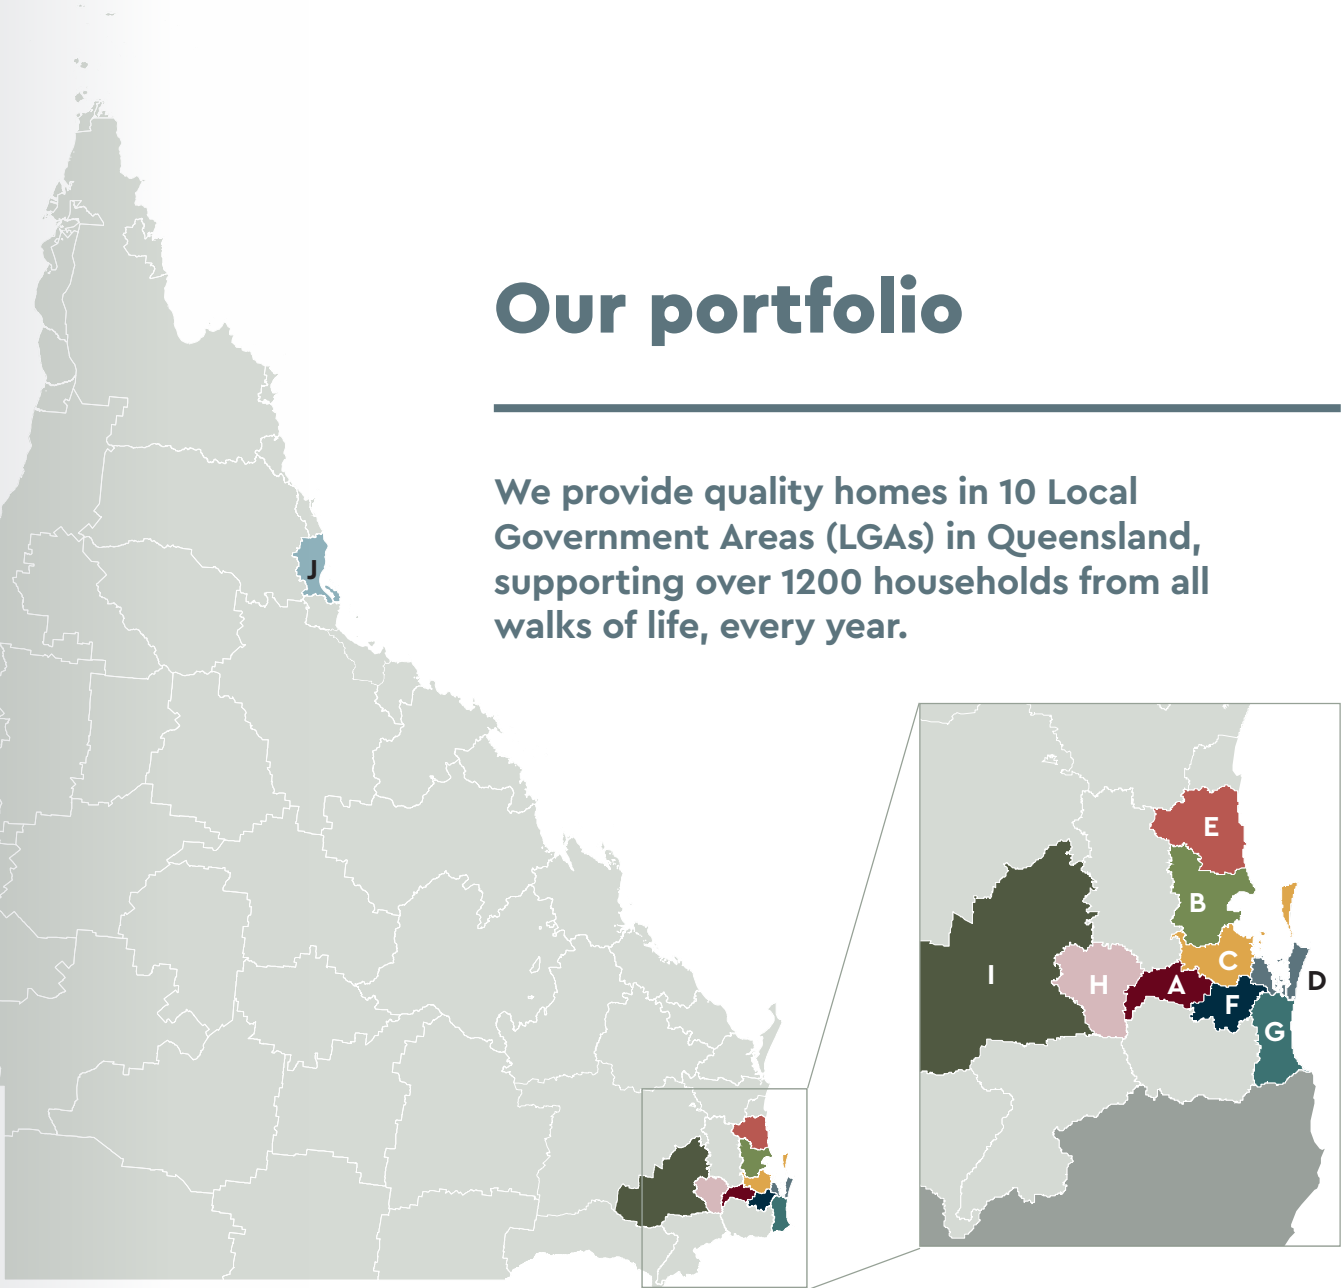 Our portfolio
We provide quality homes in 10 Local
Government Areas (LGAs) in Queensland,
supporting over 1200 households from all
walks of life, every year.
J
E
B
C
D
I
H
A
F
G